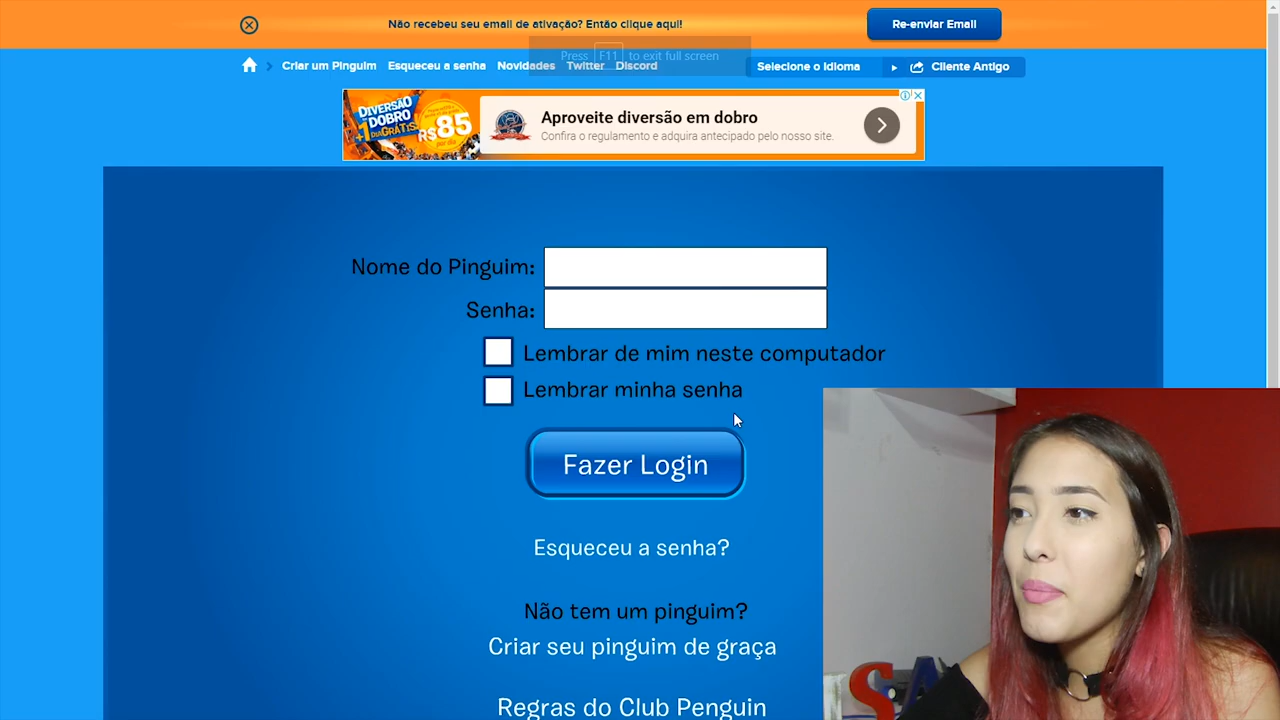 Não recebeu seu email de ativação? Então clique aqui!
Re-enviar Email
Press F11 to exit full screen
Criar um Pinguim Esqueceu a senha Novidades Twitter Discord
Selecione o Idioma
Cliente Antigo
DIVERSÃO
DOBRO
+1 DIA GRÁTIS
R$85
Aproveite diversão em dobro
Confira o regulamento e adquira antecipado pelo nosso site.
Nome do Pinguim:
Senha:
Lembrar de mim neste computador
Lembrar minha senha
Fazer Login
Esqueceu a senha?
Não tem um pinguim?
Criar seu pinguim de graça
Regras do Club Penguin